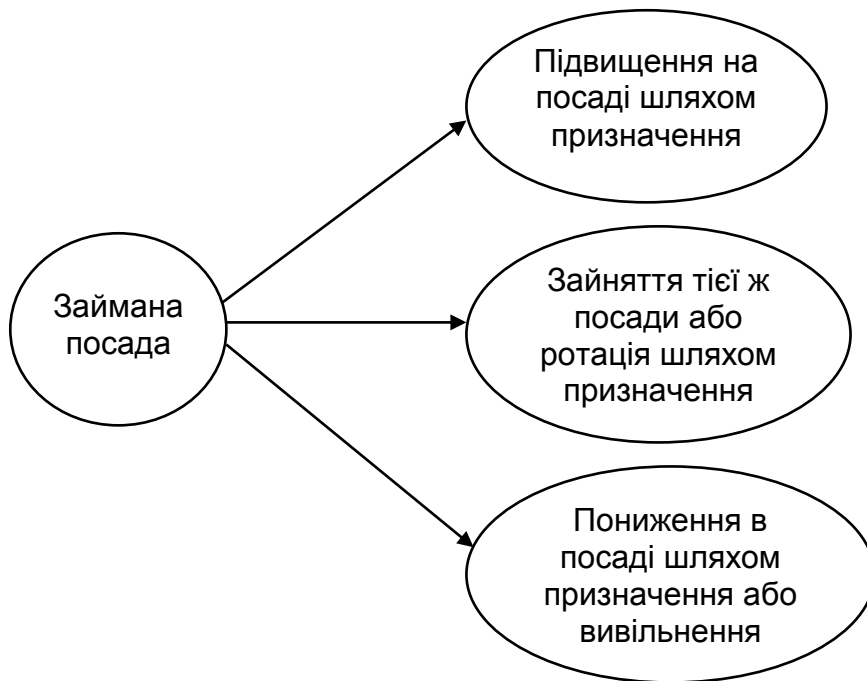 Підвищення на
посаді шляхом
призначення
Займана
посада
Зайняття тієї ж
посади або
ротація шляхом
призначення
Пониження в
посаді шляхом
призначення або
вивільнення